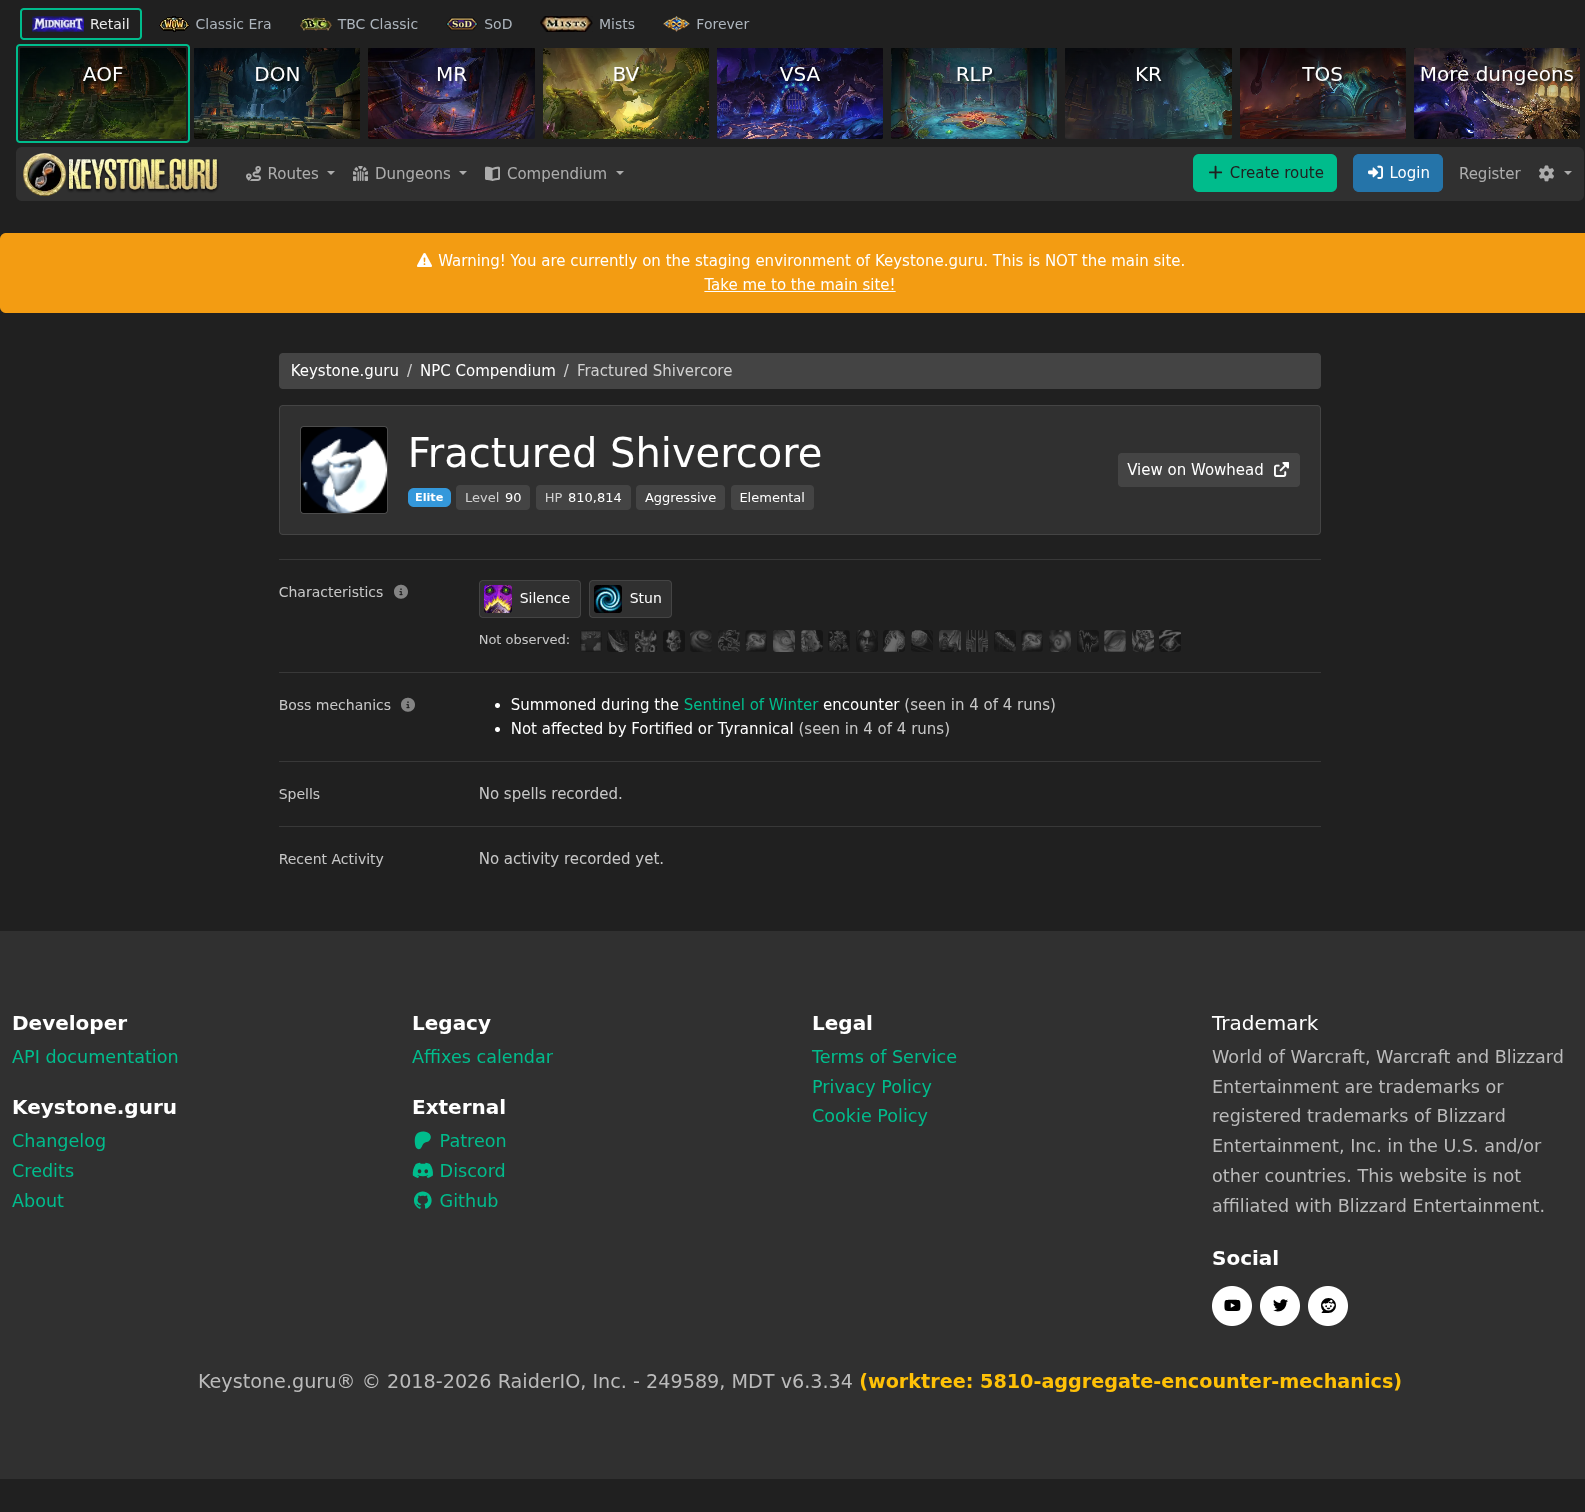 MIDNIGHT Retail
WOW Classic Era
BC TBC Classic
SoD SoD
MISTS Mists
Forever
AOF
DON
MR
BV
VSA
RLP
KR
TOS
More dungeons
KEYSTONE.GURU
Routes
Dungeons
Compendium
Create route
Login
Register
Warning! You are currently on the staging environment of Keystone.guru. This is NOT the main site.
Take me to the main site!
Keystone.guru / NPC Compendium / Fractured Shivercore
Fractured Shivercore
Elite
Level 90
HP 810,814
Aggressive
Elemental
View on Wowhead
Characteristics
Silence
Stun
Not observed:
Boss mechanics
Summoned during the Sentinel of Winter encounter (seen in 4 of 4 runs)
Not affected by Fortified or Tyrannical (seen in 4 of 4 runs)
Spells
No spells recorded.
Recent Activity
No activity recorded yet.
Developer
API documentation
Keystone.guru
Changelog
Credits
About
Legacy
Affixes calendar
External
Patreon
Discord
Github
Legal
Terms of Service
Privacy Policy
Cookie Policy
Trademark
World of Warcraft, Warcraft and Blizzard
Entertainment are trademarks or
registered trademarks of Blizzard
Entertainment, Inc. in the U.S. and/or
other countries. This website is not
affiliated with Blizzard Entertainment.
Social
Keystone.guru® © 2018-2026 RaiderIO, Inc. - 249589, MDT v6.3.34 (worktree: 5810-aggregate-encounter-mechanics)